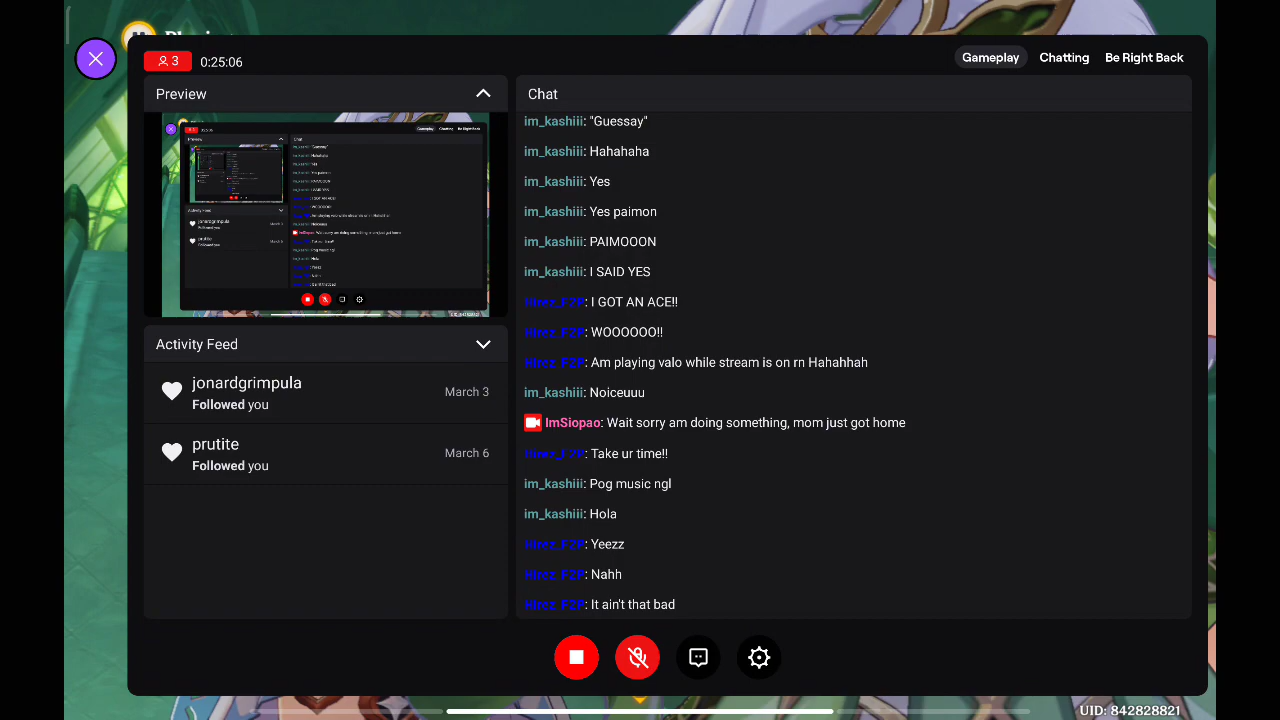 3
0:25:06
Gameplay
Chatting
Be Right Back
Preview
Chat
im_kashiii: "Guessay"
im_kashiii: Hahahaha
im_kashiii: Yes
im_kashiii: Yes paimon
im_kashiii: PAIMOOON
im_kashiii: I SAID YES
Hirez_F2P: I GOT AN ACE!!
Hirez_F2P: WOOOOOO!!
Hirez_F2P: Am playing valo while stream is on rn Hahahhah
im_kashiii: Noiceuuu
ImSiopao: Wait sorry am doing something, mom just got home
Hirez_F2P: Take ur time!!
im_kashiii: Pog music ngl
im_kashiii: Hola
Hirez_F2P: Yeezz
Hirez_F2P: Nahh
Hirez_F2P: It ain't that bad
Activity Feed
jonardgrimpula
Followed you
March 3
prutite
Followed you
March 6
UID: 842828821